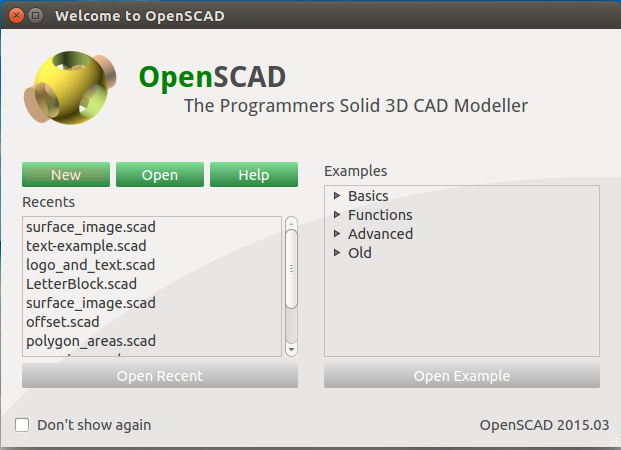 Welcome to OpenSCAD
OpenSCAD
The Programmers Solid 3D CAD Modeller
New
Open
Help
Recents
surface_image.scad
text-example.scad
logo_and_text.scad
LetterBlock.scad
surface_image.scad
offset.scad
polygon_areas.scad
Open Recent
Examples
Basics
Functions
Advanced
Old
Open Example
Don't show again
OpenSCAD 2015.03